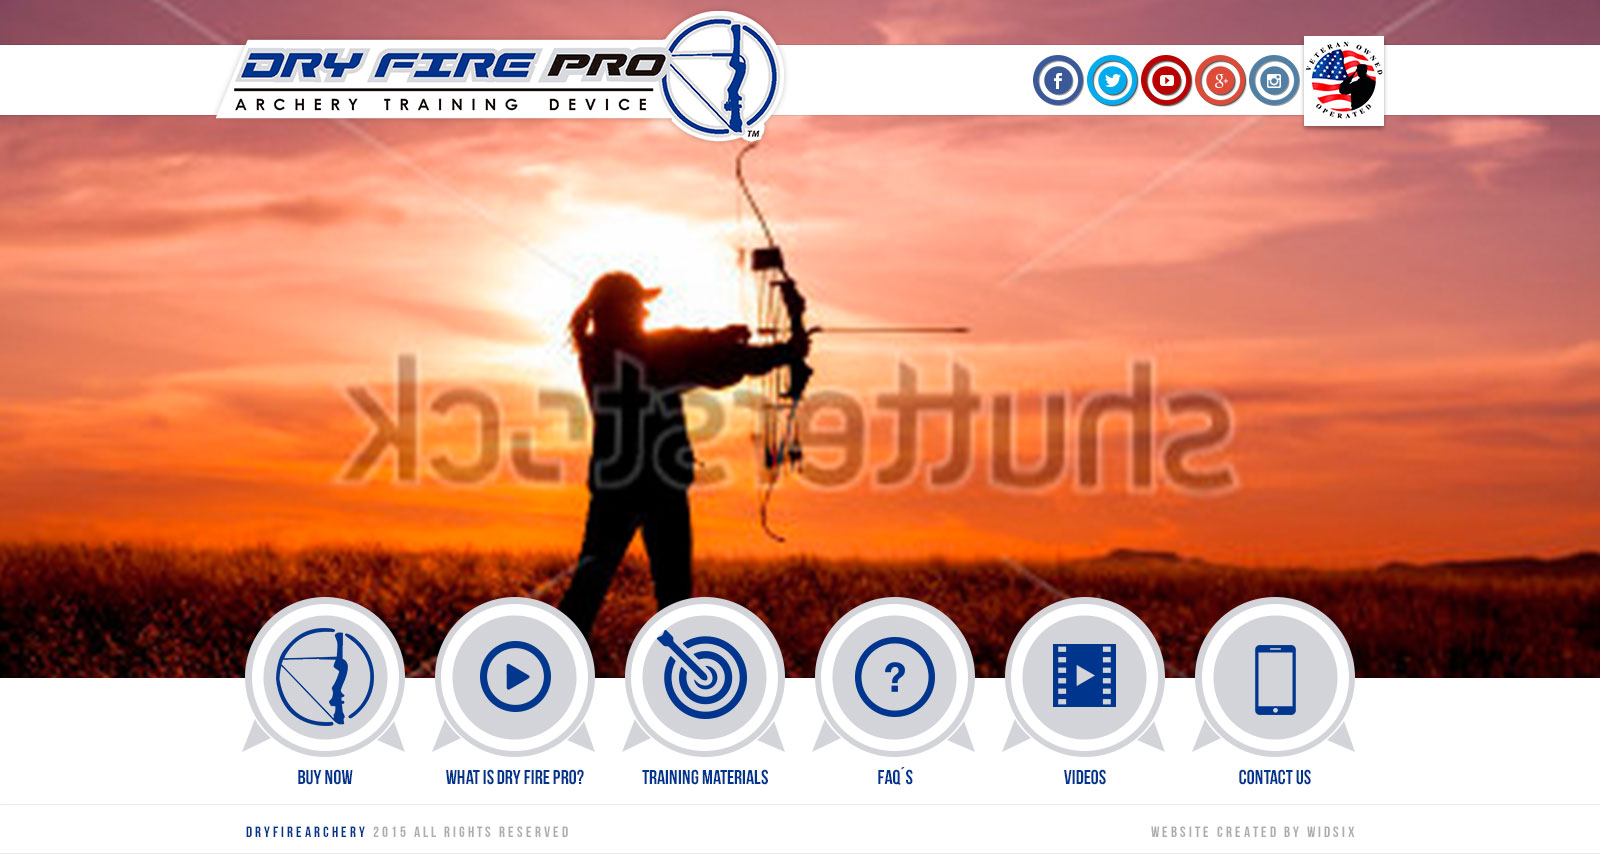 DRY FIRE PRO
ARCHERY TRAINING DEVICE
TM
VETERAN OWNED
OPERATED
shutterstock
BUY NOW
WHAT IS DRY FIRE PRO?
TRAINING MATERIALS
?
FAQ´S
VIDEOS
CONTACT US
DRYFIREARCHERY 2015 ALL RIGHTS RESERVED
WEBSITE CREATED BY WIDSIX